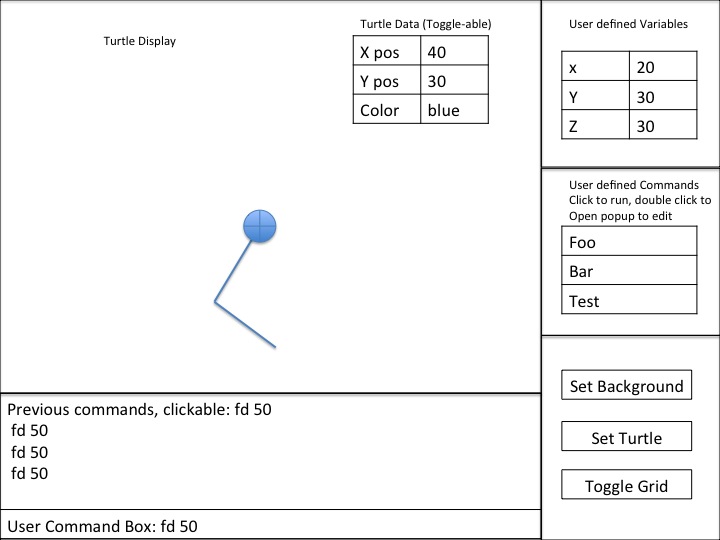 Turtle Display
Turtle Data (Toggle-able)
X pos 40
Y pos 30
Color blue
User defined Variables
x 20
Y 30
Z 30
User defined Commands
Click to run, double click to
Open popup to edit
Foo
Bar
Test
Set Background
Set Turtle
Toggle Grid
Previous commands, clickable: fd 50
fd 50
fd 50
fd 50
User Command Box: fd 50